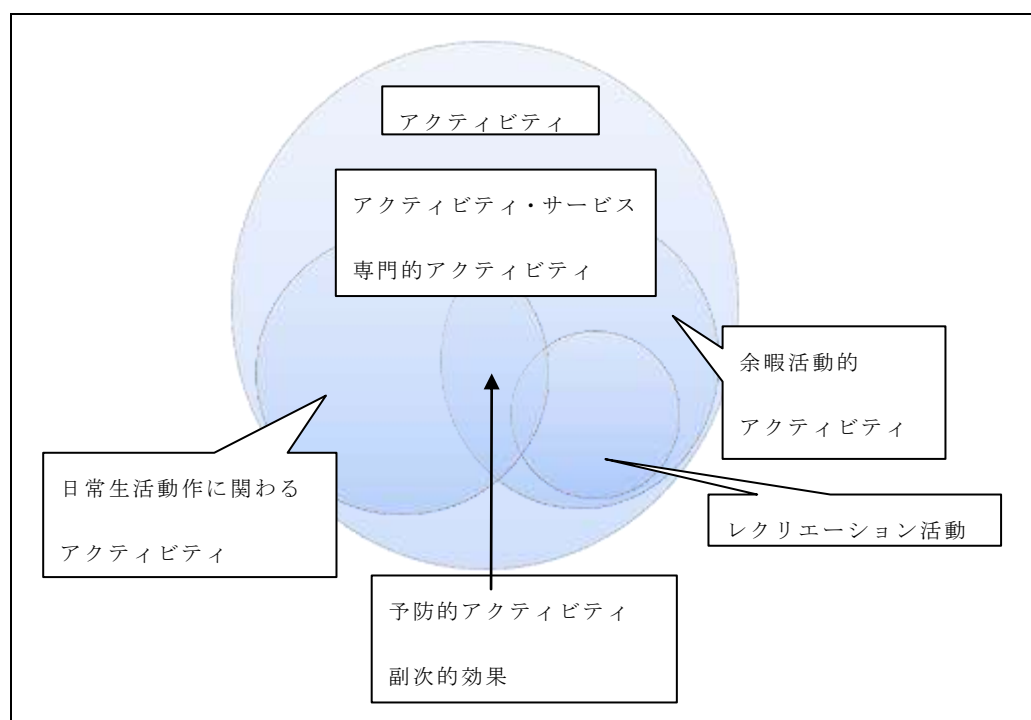 アクティビティ
アクティビティ・サービス
専門的アクティビティ
余暇活動的
アクティビティ
日常生活動作に関わる
アクティビティ
レクリエーション活動
予防的アクティビティ
副次的効果